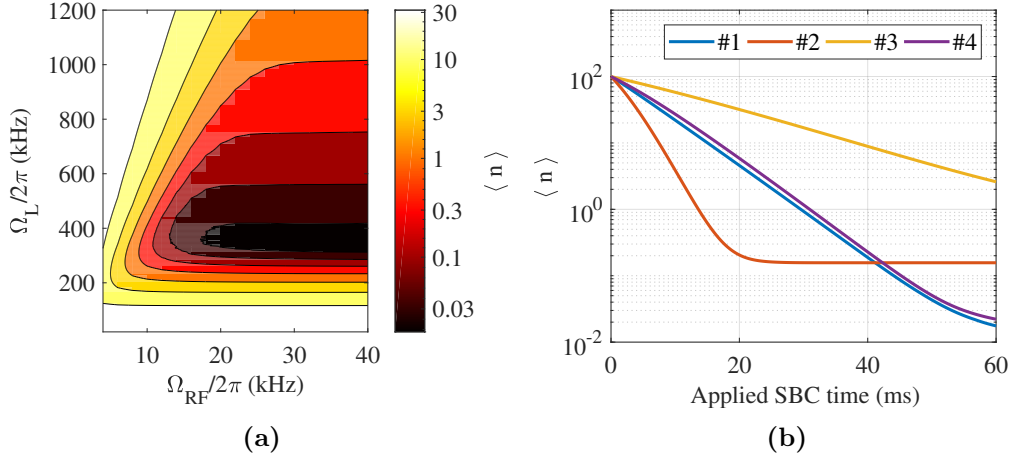 1200
1000
800
600
400
200
Ω_L/2π (kHz)
10 20 30 40
Ω_RF/2π (kHz)
30
10
3
1
0.3
0.1
0.03
⟨ n ⟩
(a)
#1 #2 #3 #4
10^2
10^0
10^-2
⟨ n ⟩
0 20 40 60
Applied SBC time (ms)
(b)